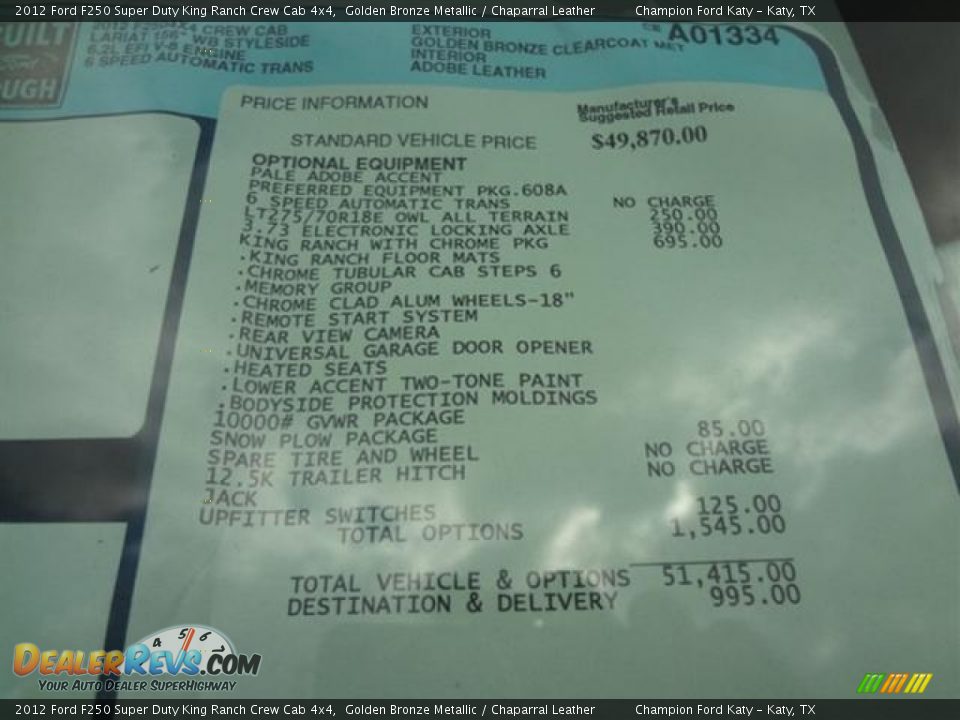 2012 Ford F250 Super Duty King Ranch Crew Cab 4x4, Golden Bronze Metallic / Chaparral Leather Champion Ford Katy – Katy, TX
BUILT
UGH
CREW CAB
LARIAT 156" WB STYLESIDE
6.2L EFI V-8 ENGINE
6 SPEED AUTOMATIC TRANS
EXTERIOR
GOLDEN BRONZE CLEARCOAT MET
INTERIOR
ADOBE LEATHER
A01334
PRICE INFORMATION
Manufacturer's
Suggested Retail Price
STANDARD VEHICLE PRICE $49,870.00
OPTIONAL EQUIPMENT
PALE ADOBE ACCENT
PREFERRED EQUIPMENT PKG.608A
6 SPEED AUTOMATIC TRANS NO CHARGE
LT275/70R18E OWL ALL TERRAIN 250.00
3.73 ELECTRONIC LOCKING AXLE 390.00
KING RANCH WITH CHROME PKG 695.00
.KING RANCH FLOOR MATS
.CHROME TUBULAR CAB STEPS 6
.MEMORY GROUP
.CHROME CLAD ALUM WHEELS-18"
.REMOTE START SYSTEM
.REAR VIEW CAMERA
.UNIVERSAL GARAGE DOOR OPENER
.HEATED SEATS
.LOWER ACCENT TWO-TONE PAINT
.BODYSIDE PROTECTION MOLDINGS
10000# GVWR PACKAGE
SNOW PLOW PACKAGE 85.00
SPARE TIRE AND WHEEL NO CHARGE
12.5K TRAILER HITCH NO CHARGE
JACK
UPFITTER SWITCHES 125.00
TOTAL OPTIONS 1,545.00
TOTAL VEHICLE & OPTIONS 51,415.00
DESTINATION & DELIVERY 995.00
4 5 6
DEALERREVS.COM
YOUR AUTO DEALER SUPERHIGHWAY
2012 Ford F250 Super Duty King Ranch Crew Cab 4x4, Golden Bronze Metallic / Chaparral Leather Champion Ford Katy – Katy, TX